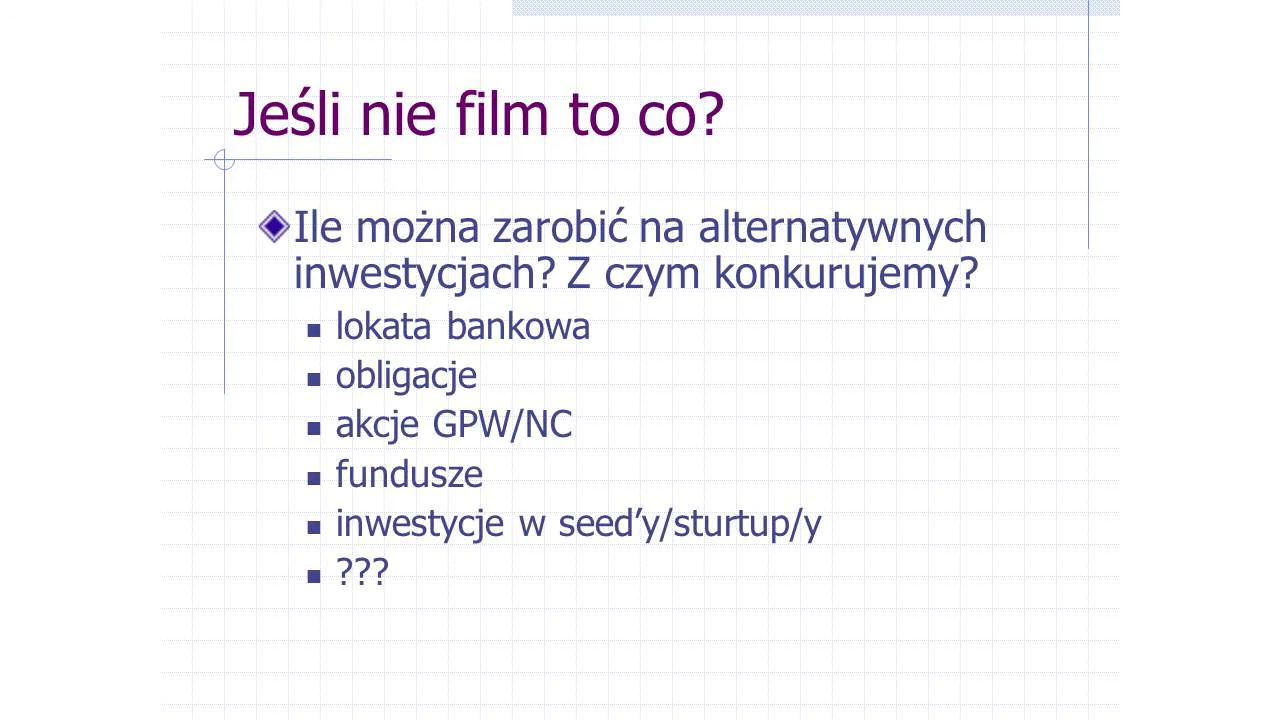 Jeśli nie film to co?
Ile można zarobić na alternatywnych
inwestycjach? Z czym konkurujemy?
lokata bankowa
obligacje
akcje GPW/NC
fundusze
inwestycje w seed’y/sturtup/y
???